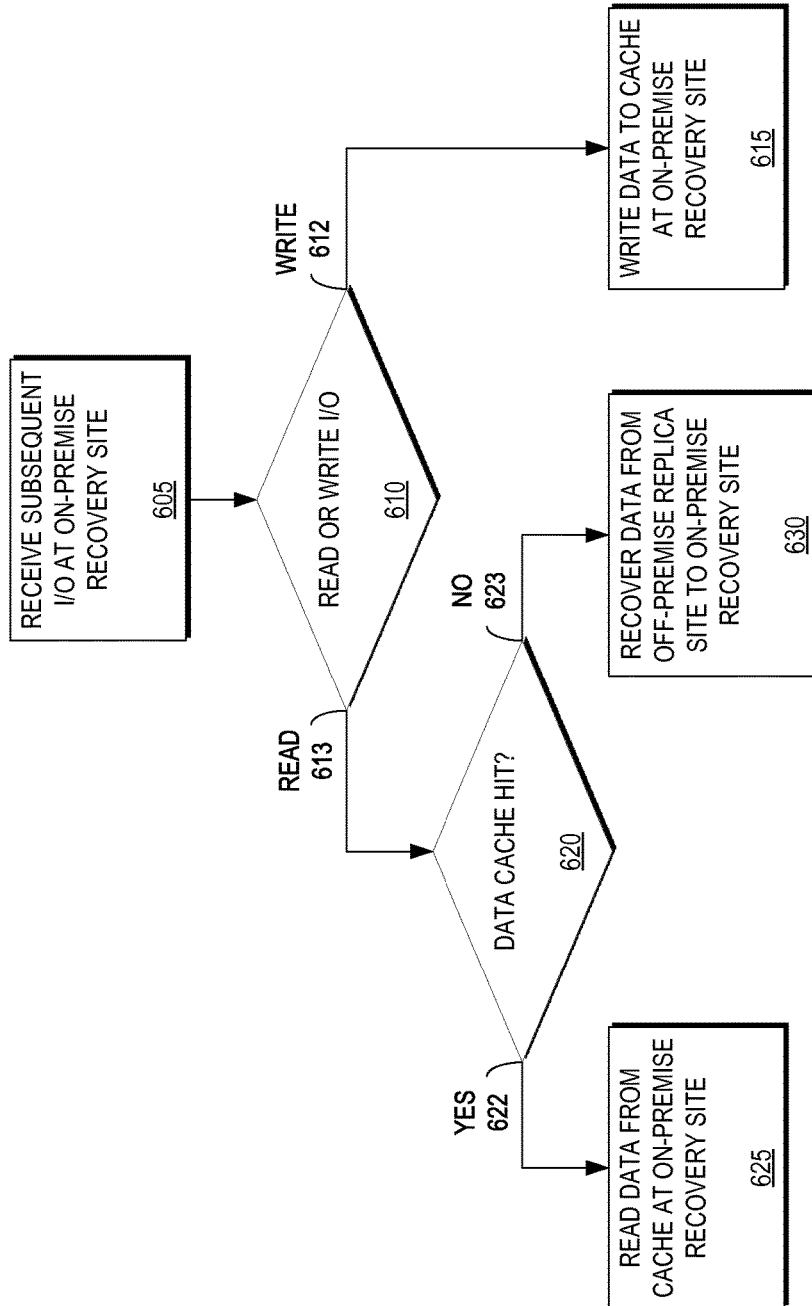 RECEIVE SUBSEQUENT
I/O AT ON-PREMISE
RECOVERY SITE
605
READ OR WRITE I/O
610
READ
613
WRITE
612
DATA CACHE HIT?
620
YES
622
NO
623
READ DATA FROM
CACHE AT ON-PREMISE
RECOVERY SITE
625
RECOVER DATA FROM
OFF-PREMISE REPLICA
SITE TO ON-PREMISE
RECOVERY SITE
630
WRITE DATA TO CACHE
AT ON-PREMISE
RECOVERY SITE
615